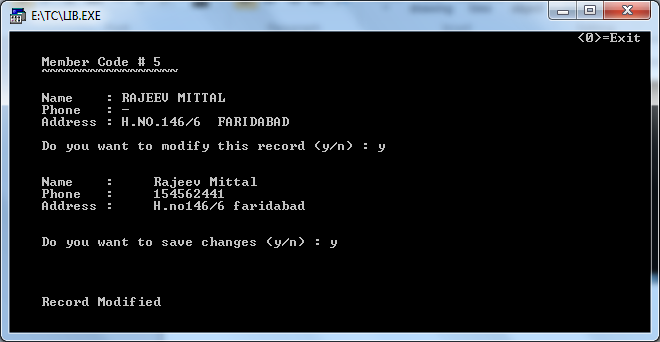 E:\TC\LIB.EXE
<0>=Exit
Member Code # 5
~~~~~~~~~~~~~~~~~
Name : RAJEEV MITTAL
Phone : -
Address : H.NO.146/6 FARIDABAD
Do you want to modify this record (y/n) : y
Name : Rajeev Mittal
Phone : 154562441
Address : H.no146/6 faridabad
Do you want to save changes (y/n) : y
Record Modified